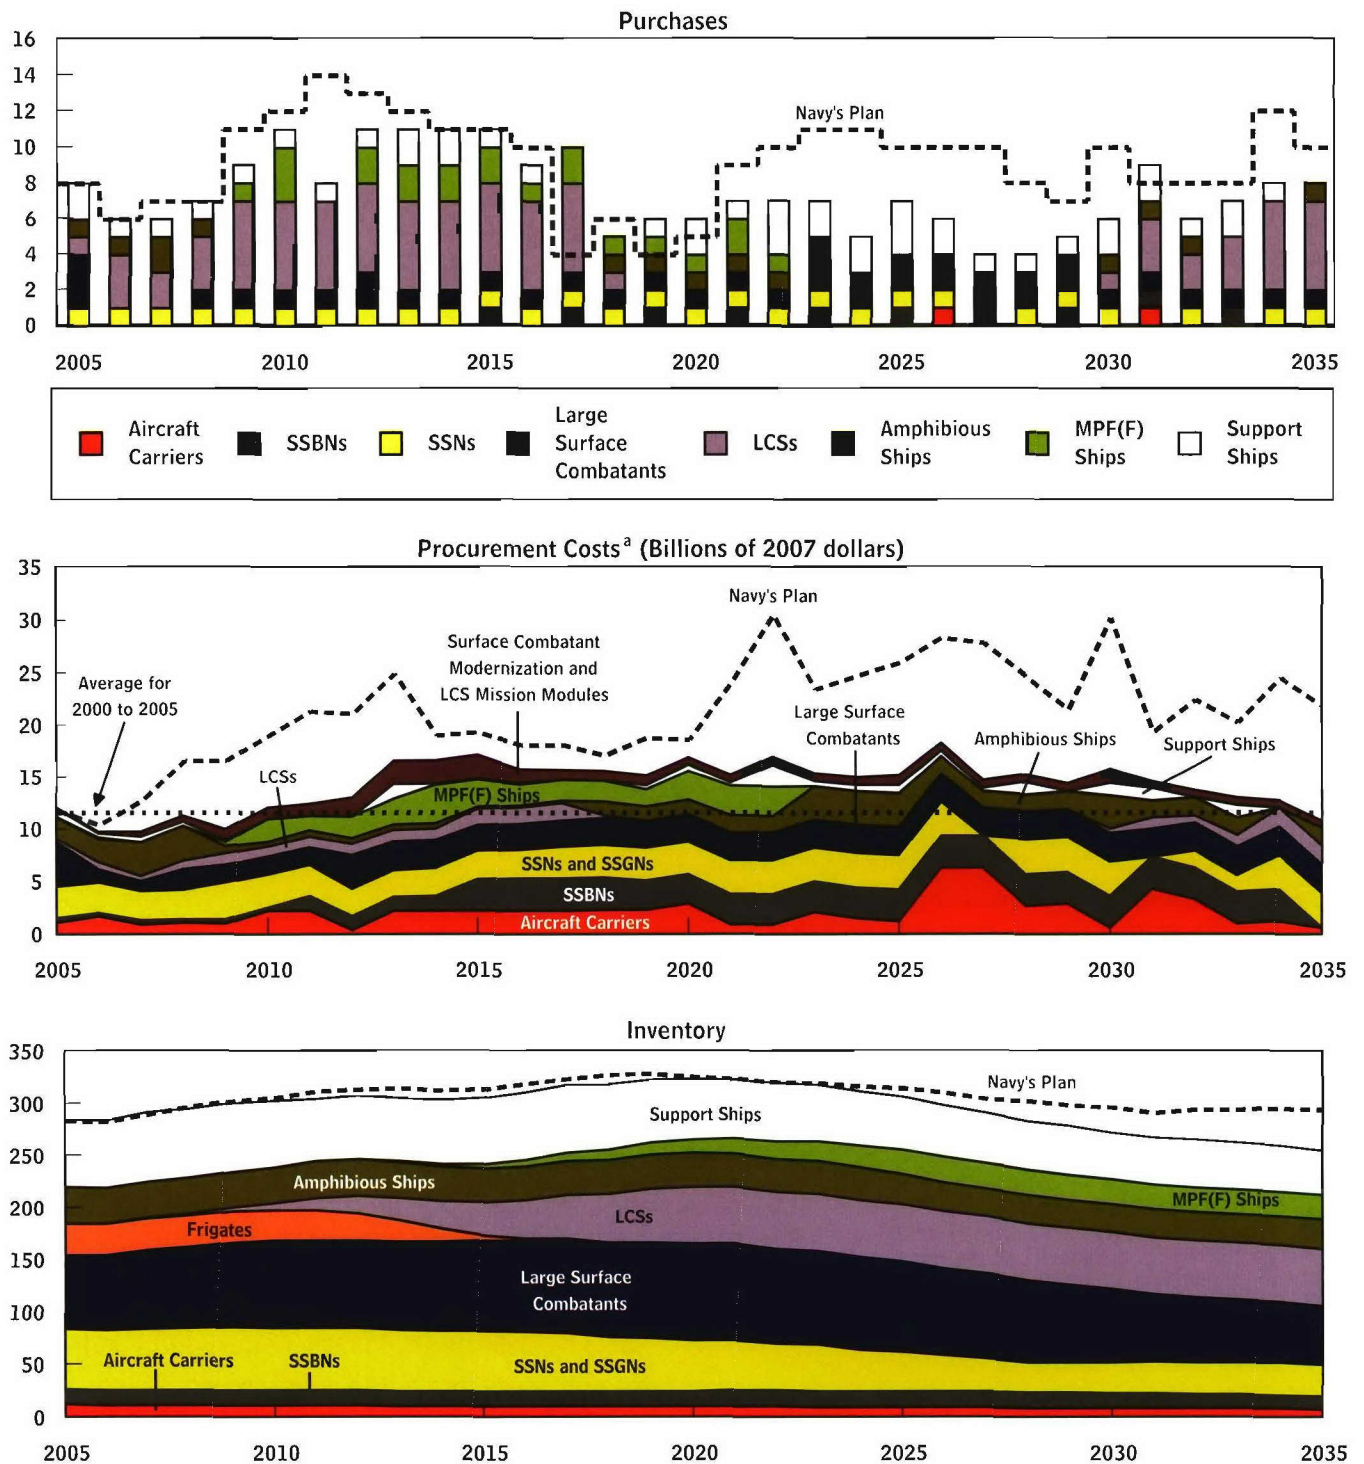 Purchases
16
14
12
10
8
6
4
2
0
Navy's Plan
2005 2010 2015 2020 2025 2030 2035
Aircraft
Carriers
SSBNs
SSNs
Large
Surface
Combatants
LCSs
Amphibious
Ships
MPF(F)
Ships
Support
Ships
Procurement Costsᵃ (Billions of 2007 dollars)
35
30
25
20
15
10
5
0
Navy's Plan
Surface Combatant
Modernization and
LCS Mission Modules
Average for
2000 to 2005
Large Surface
Combatants
Amphibious Ships
Support Ships
LCSs
MPF(F) Ships
SSNs and SSGNs
SSBNs
Aircraft Carriers
2005 2010 2015 2020 2025 2030 2035
Inventory
350
300
250
200
150
100
50
0
Navy's Plan
Support Ships
Amphibious Ships
MPF(F) Ships
LCSs
Frigates
Large Surface
Combatants
Aircraft Carriers
SSBNs
SSNs and SSGNs
2005 2010 2015 2020 2025 2030 2035